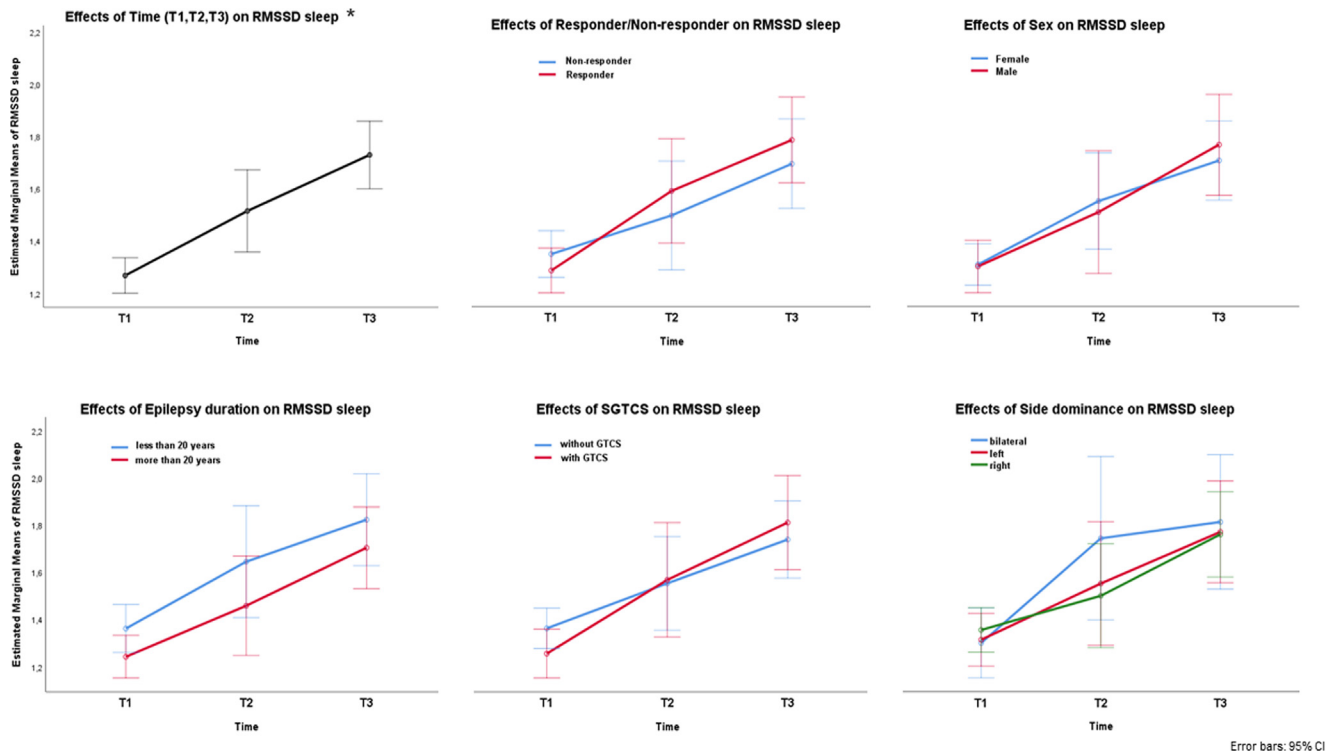 Effects of Time (T1,T2,T3) on RMSSD sleep *
Estimated Marginal Means of RMSSD sleep
2,2
2,0
1,8
1,6
1,4
1,2
T1 T2 T3
Time
Effects of Responder/Non-responder on RMSSD sleep
Non-responder
Responder
T1 T2 T3
Time
Effects of Sex on RMSSD sleep
Female
Male
T1 T2 T3
Time
Effects of Epilepsy duration on RMSSD sleep
less than 20 years
more than 20 years
Estimated Marginal Means of RMSSD sleep
2,2
2,0
1,8
1,6
1,4
1,2
T1 T2 T3
Time
Effects of SGTCS on RMSSD sleep
without GTCS
with GTCS
T1 T2 T3
Time
Effects of Side dominance on RMSSD sleep
bilateral
left
right
T1 T2 T3
Time
Error bars: 95% CI